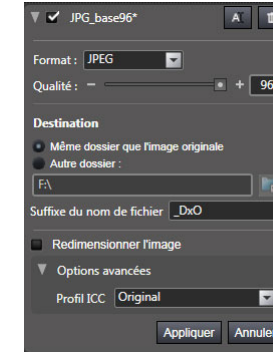 JPG_base96*
A
Format : JPEG
Qualité : − + 96
Destination
Même dossier que l'image originale
Autre dossier :
F:\
Suffixe du nom de fichier _DxO
Redimensionner l'image
Options avancées
Profil ICC Original
Appliquer Annuler